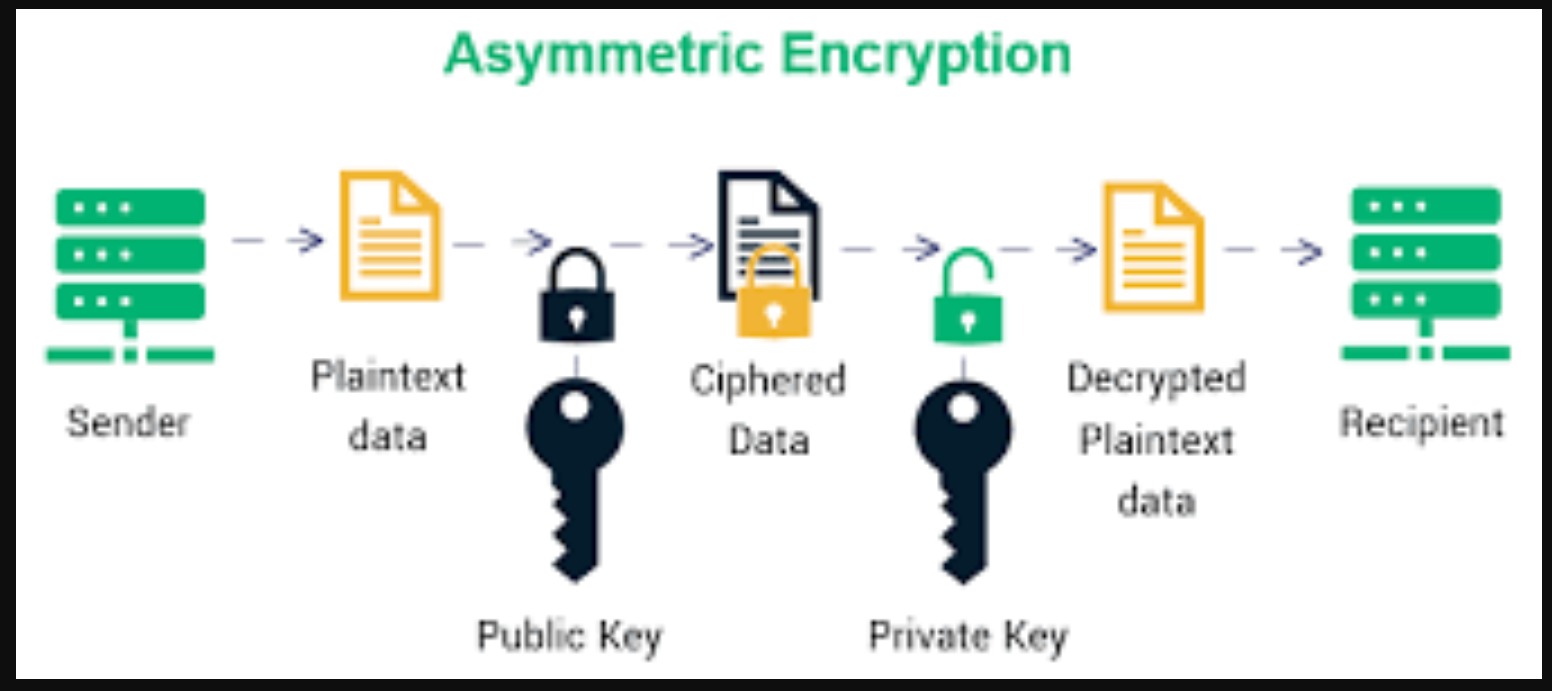 Asymmetric Encryption
Sender
Plaintext
data
Public Key
Ciphered
Data
Private Key
Decrypted
Plaintext
data
Recipient